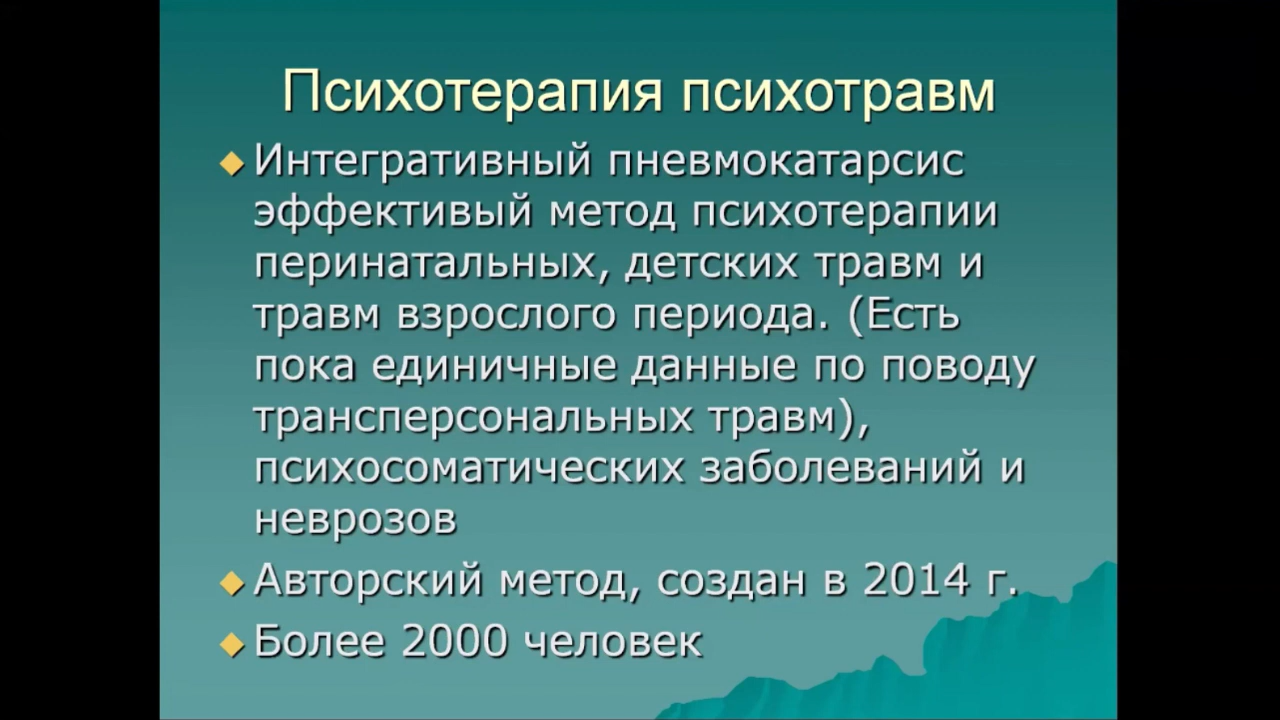 Психотерапия психотравм
Интегративный пневмокатарсис
эффективый метод психотерапии
перинатальных, детских травм и
травм взрослого периода. (Есть
пока единичные данные по поводу
трансперсональных травм),
психосоматических заболеваний и
неврозов
Авторский метод, создан в 2014 г.
Более 2000 человек